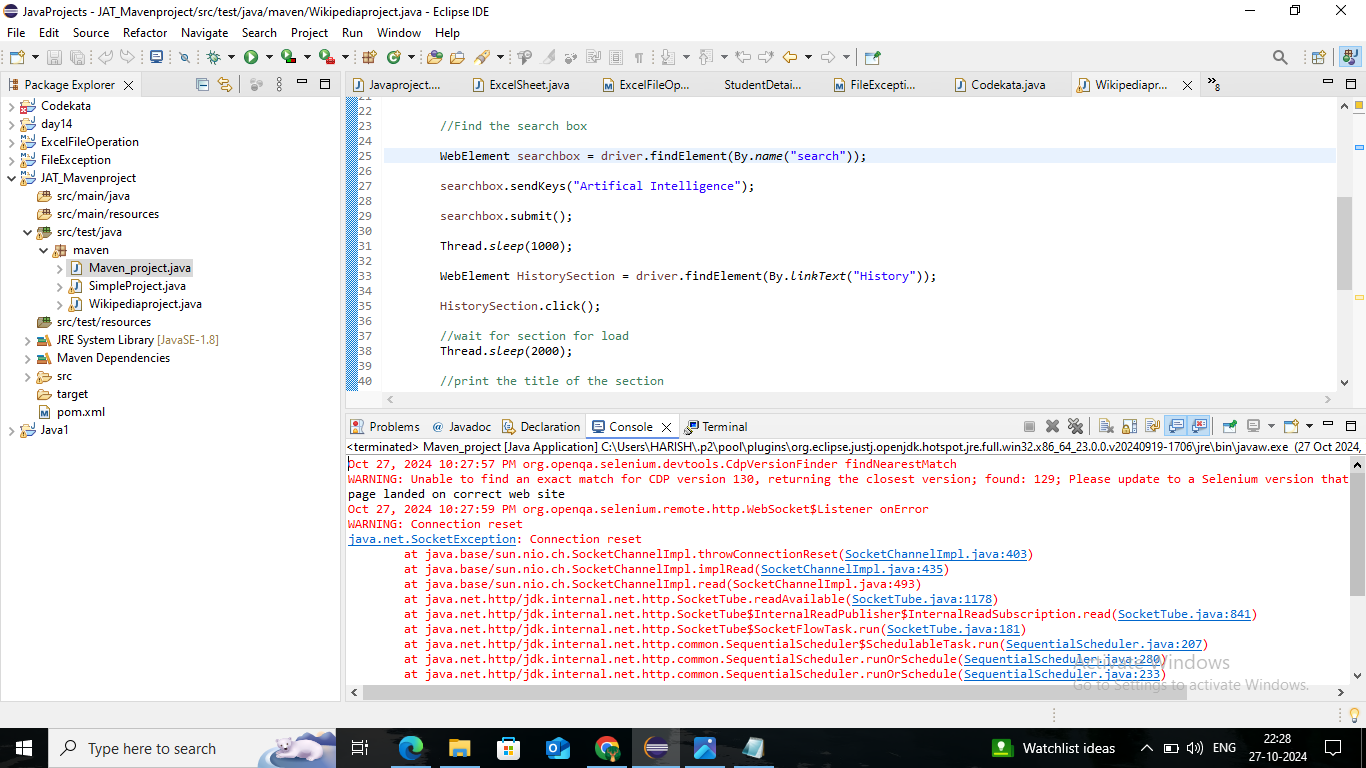 JavaProjects - JAT_Mavenproject/src/test/java/maven/Wikipediaproject.java - Eclipse IDE
File Edit Source Refactor Navigate Search Project Run Window Help
Package Explorer
Javaproject....
ExcelSheet.java
ExcelFileOp...
StudentDetai...
FileExcepti...
Codekata.java
Wikipediapr...
»8
Codekata
day14
ExcelFileOperation
FileException
JAT_Mavenproject
src/main/java
src/main/resources
src/test/java
maven
Maven_project.java
SimpleProject.java
Wikipediaproject.java
src/test/resources
JRE System Library [JavaSE-1.8]
Maven Dependencies
src
target
pom.xml
Java1
21
22
23 //Find the search box
24
25 WebElement searchbox = driver.findElement(By.name("search"));
26
27 searchbox.sendKeys("Artifical Intelligence");
28
29 searchbox.submit();
30
31 Thread.sleep(1000);
32
33 WebElement HistorySection = driver.findElement(By.linkText("History"));
34
35 HistorySection.click();
36
37 //wait for section for load
38 Thread.sleep(2000);
39
40 //print the title of the section
Problems @ Javadoc Declaration Console Terminal
<terminated> Maven_project [Java Application] C:\Users\HARISH\.p2\pool\plugins\org.eclipse.justj.openjdk.hotspot.jre.full.win32.x86_64_23.0.0.v20240919-1706\jre\bin\javaw.exe (27 Oct 2024,
Oct 27, 2024 10:27:57 PM org.openqa.selenium.devtools.CdpVersionFinder findNearestMatch
WARNING: Unable to find an exact match for CDP version 130, returning the closest version; found: 129; Please update to a Selenium version that
page landed on correct web site
Oct 27, 2024 10:27:59 PM org.openqa.selenium.remote.http.WebSocket$Listener onError
WARNING: Connection reset
java.net.SocketException: Connection reset
at java.base/sun.nio.ch.SocketChannelImpl.throwConnectionReset(SocketChannelImpl.java:403)
at java.base/sun.nio.ch.SocketChannelImpl.implRead(SocketChannelImpl.java:435)
at java.base/sun.nio.ch.SocketChannelImpl.read(SocketChannelImpl.java:493)
at java.net.http/jdk.internal.net.http.SocketTube.readAvailable(SocketTube.java:1178)
at java.net.http/jdk.internal.net.http.SocketTube$InternalReadPublisher$InternalReadSubscription.read(SocketTube.java:841)
at java.net.http/jdk.internal.net.http.SocketTube$SocketFlowTask.run(SocketTube.java:181)
at java.net.http/jdk.internal.net.http.common.SequentialScheduler$SchedulableTask.run(SequentialScheduler.java:207)
at java.net.http/jdk.internal.net.http.common.SequentialScheduler.runOrSchedule(SequentialScheduler.java:280)
at java.net.http/jdk.internal.net.http.common.SequentialScheduler.runOrSchedule(SequentialScheduler.java:233)
Activate Windows
Go to Settings to activate Windows.
Type here to search
Watchlist ideas
ENG
22:28
27-10-2024